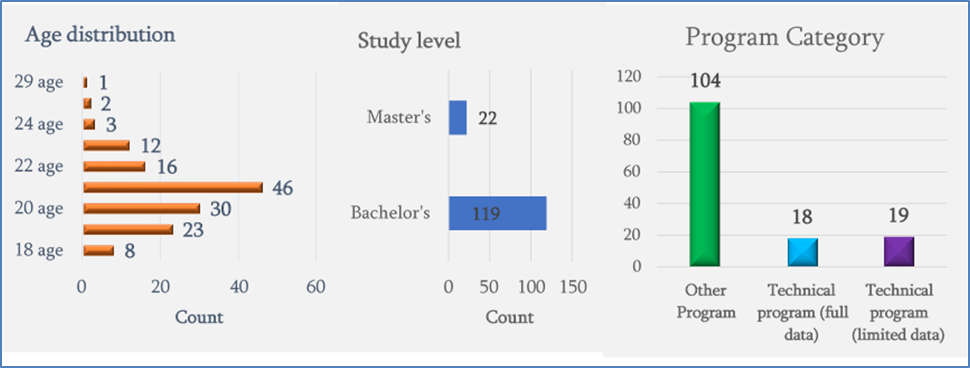 Age distribution
29 age
1
2
24 age
3
12
22 age
16
46
20 age
30
23
18 age
8
0 20 40 60
Count
Study level
Master's
22
Bachelor's
119
0 50 100 150
Count
Program Category
120
100
80
60
40
20
0
104
18
19
Other
Program
Technical
program (full
data)
Technical
program
(limited data)